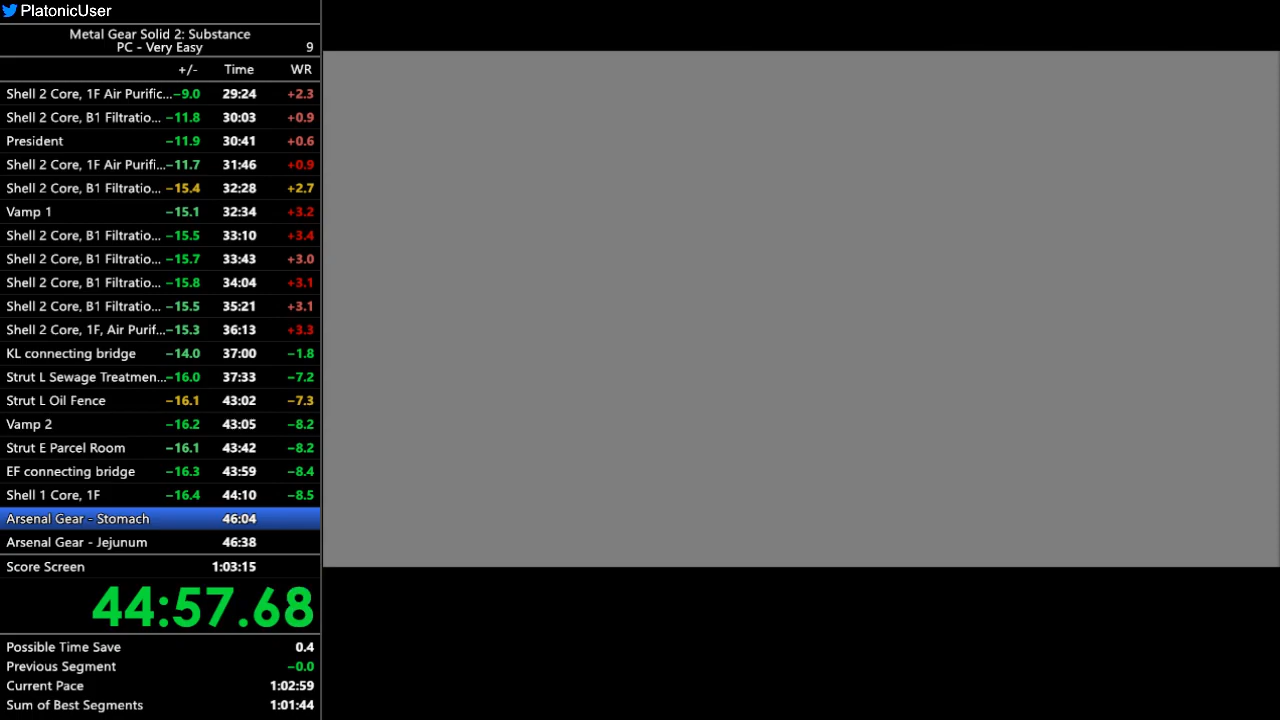 PlatonicUser
Metal Gear Solid 2: Substance
PC - Very Easy 9
+/- Time WR
Shell 2 Core, 1F Air Purific... −9.0 29:24 +2.3
Shell 2 Core, B1 Filtratio... −11.8 30:03 +0.9
President −11.9 30:41 +0.6
Shell 2 Core, 1F Air Purifi... −11.7 31:46 +0.9
Shell 2 Core, B1 Filtratio... −15.4 32:28 +2.7
Vamp 1 −15.1 32:34 +3.2
Shell 2 Core, B1 Filtratio... −15.5 33:10 +3.4
Shell 2 Core, B1 Filtratio... −15.7 33:43 +3.0
Shell 2 Core, B1 Filtratio... −15.8 34:04 +3.1
Shell 2 Core, B1 Filtratio... −15.5 35:21 +3.1
Shell 2 Core, 1F, Air Purif... −15.3 36:13 +3.3
KL connecting bridge −14.0 37:00 −1.8
Strut L Sewage Treatmen... −16.0 37:33 −7.2
Strut L Oil Fence −16.1 43:02 −7.3
Vamp 2 −16.2 43:05 −8.2
Strut E Parcel Room −16.1 43:42 −8.2
EF connecting bridge −16.3 43:59 −8.4
Shell 1 Core, 1F −16.4 44:10 −8.5
Arsenal Gear - Stomach 46:04
Arsenal Gear - Jejunum 46:38
Score Screen 1:03:15
44:57.68
Possible Time Save 0.4
Previous Segment −0.0
Current Pace 1:02:59
Sum of Best Segments 1:01:44